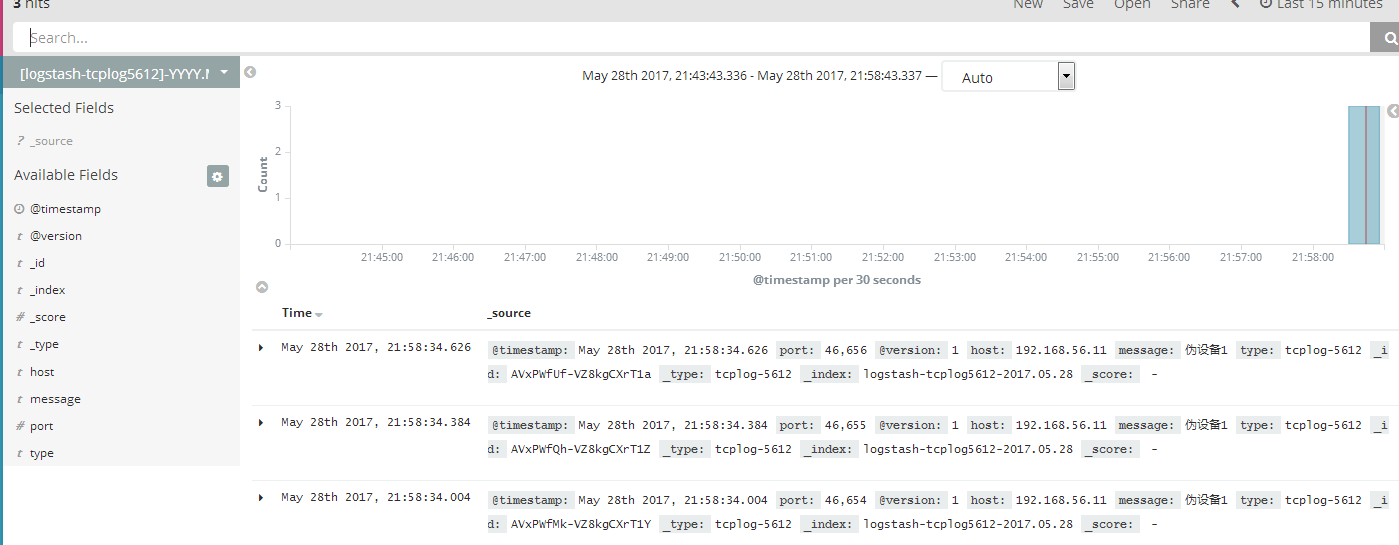 3 hits
New Save Open Share Last 15 minutes
Search...
[logstash-tcplog5612]-YYYY.M
May 28th 2017, 21:43:43.336 - May 28th 2017, 21:58:43.337 — Auto
Selected Fields
? _source
Available Fields
@timestamp
t @version
t _id
t _index
# _score
t _type
t host
t message
# port
t type
Count
3
2
1
0
21:45:00 21:46:00 21:47:00 21:48:00 21:49:00 21:50:00 21:51:00 21:52:00 21:53:00 21:54:00 21:55:00 21:56:00 21:57:00 21:58:00
@timestamp per 30 seconds
Time _source
May 28th 2017, 21:58:34.626 @timestamp: May 28th 2017, 21:58:34.626 port: 46,656 @version: 1 host: 192.168.56.11 message: 伪设备1 type: tcplog-5612 _i
d: AVxPWfUf-VZ8kgCXrT1a _type: tcplog-5612 _index: logstash-tcplog5612-2017.05.28 _score: -
May 28th 2017, 21:58:34.384 @timestamp: May 28th 2017, 21:58:34.384 port: 46,655 @version: 1 host: 192.168.56.11 message: 伪设备1 type: tcplog-5612 _i
d: AVxPWfQh-VZ8kgCXrT1Z _type: tcplog-5612 _index: logstash-tcplog5612-2017.05.28 _score: -
May 28th 2017, 21:58:34.004 @timestamp: May 28th 2017, 21:58:34.004 port: 46,654 @version: 1 host: 192.168.56.11 message: 伪设备1 type: tcplog-5612 _i
d: AVxPWfMk-VZ8kgCXrT1Y _type: tcplog-5612 _index: logstash-tcplog5612-2017.05.28 _score: -